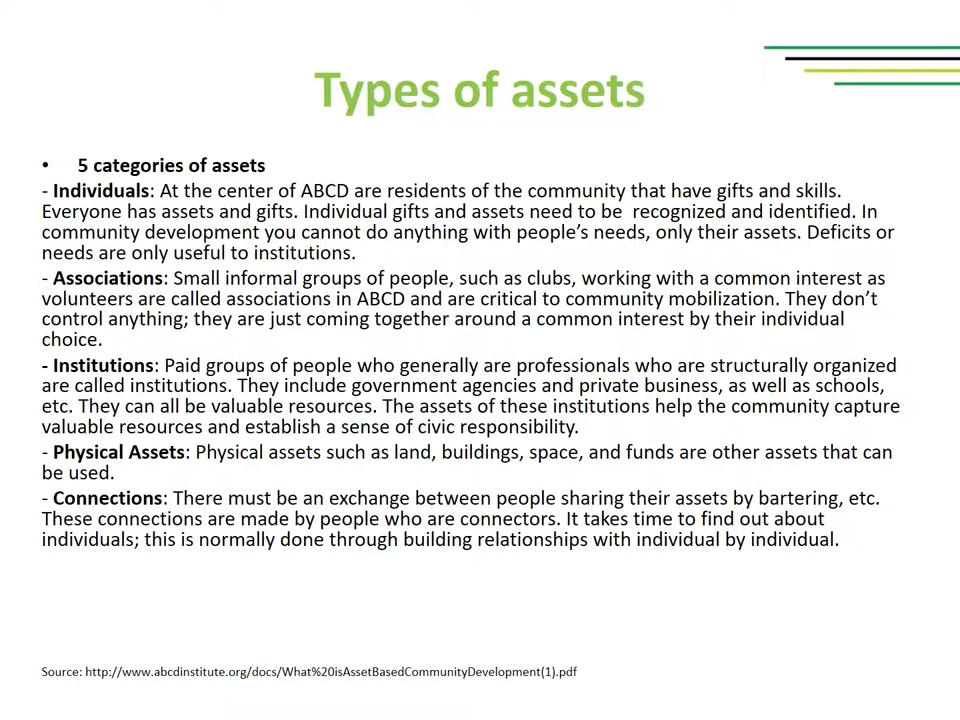 Types of assets
• 5 categories of assets
- Individuals: At the center of ABCD are residents of the community that have gifts and skills.
Everyone has assets and gifts. Individual gifts and assets need to be  recognized and identified. In
community development you cannot do anything with people’s needs, only their assets. Deficits or
needs are only useful to institutions.
- Associations: Small informal groups of people, such as clubs, working with a common interest as
volunteers are called associations in ABCD and are critical to community mobilization. They don’t
control anything; they are just coming together around a common interest by their individual
choice.
- Institutions: Paid groups of people who generally are professionals who are structurally organized
are called institutions. They include government agencies and private business, as well as schools,
etc. They can all be valuable resources. The assets of these institutions help the community capture
valuable resources and establish a sense of civic responsibility.
- Physical Assets: Physical assets such as land, buildings, space, and funds are other assets that can
be used.
- Connections: There must be an exchange between people sharing their assets by bartering, etc.
These connections are made by people who are connectors. It takes time to find out about
individuals; this is normally done through building relationships with individual by individual.
Source: http://www.abcdinstitute.org/docs/What%20isAssetBasedCommunityDevelopment(1).pdf